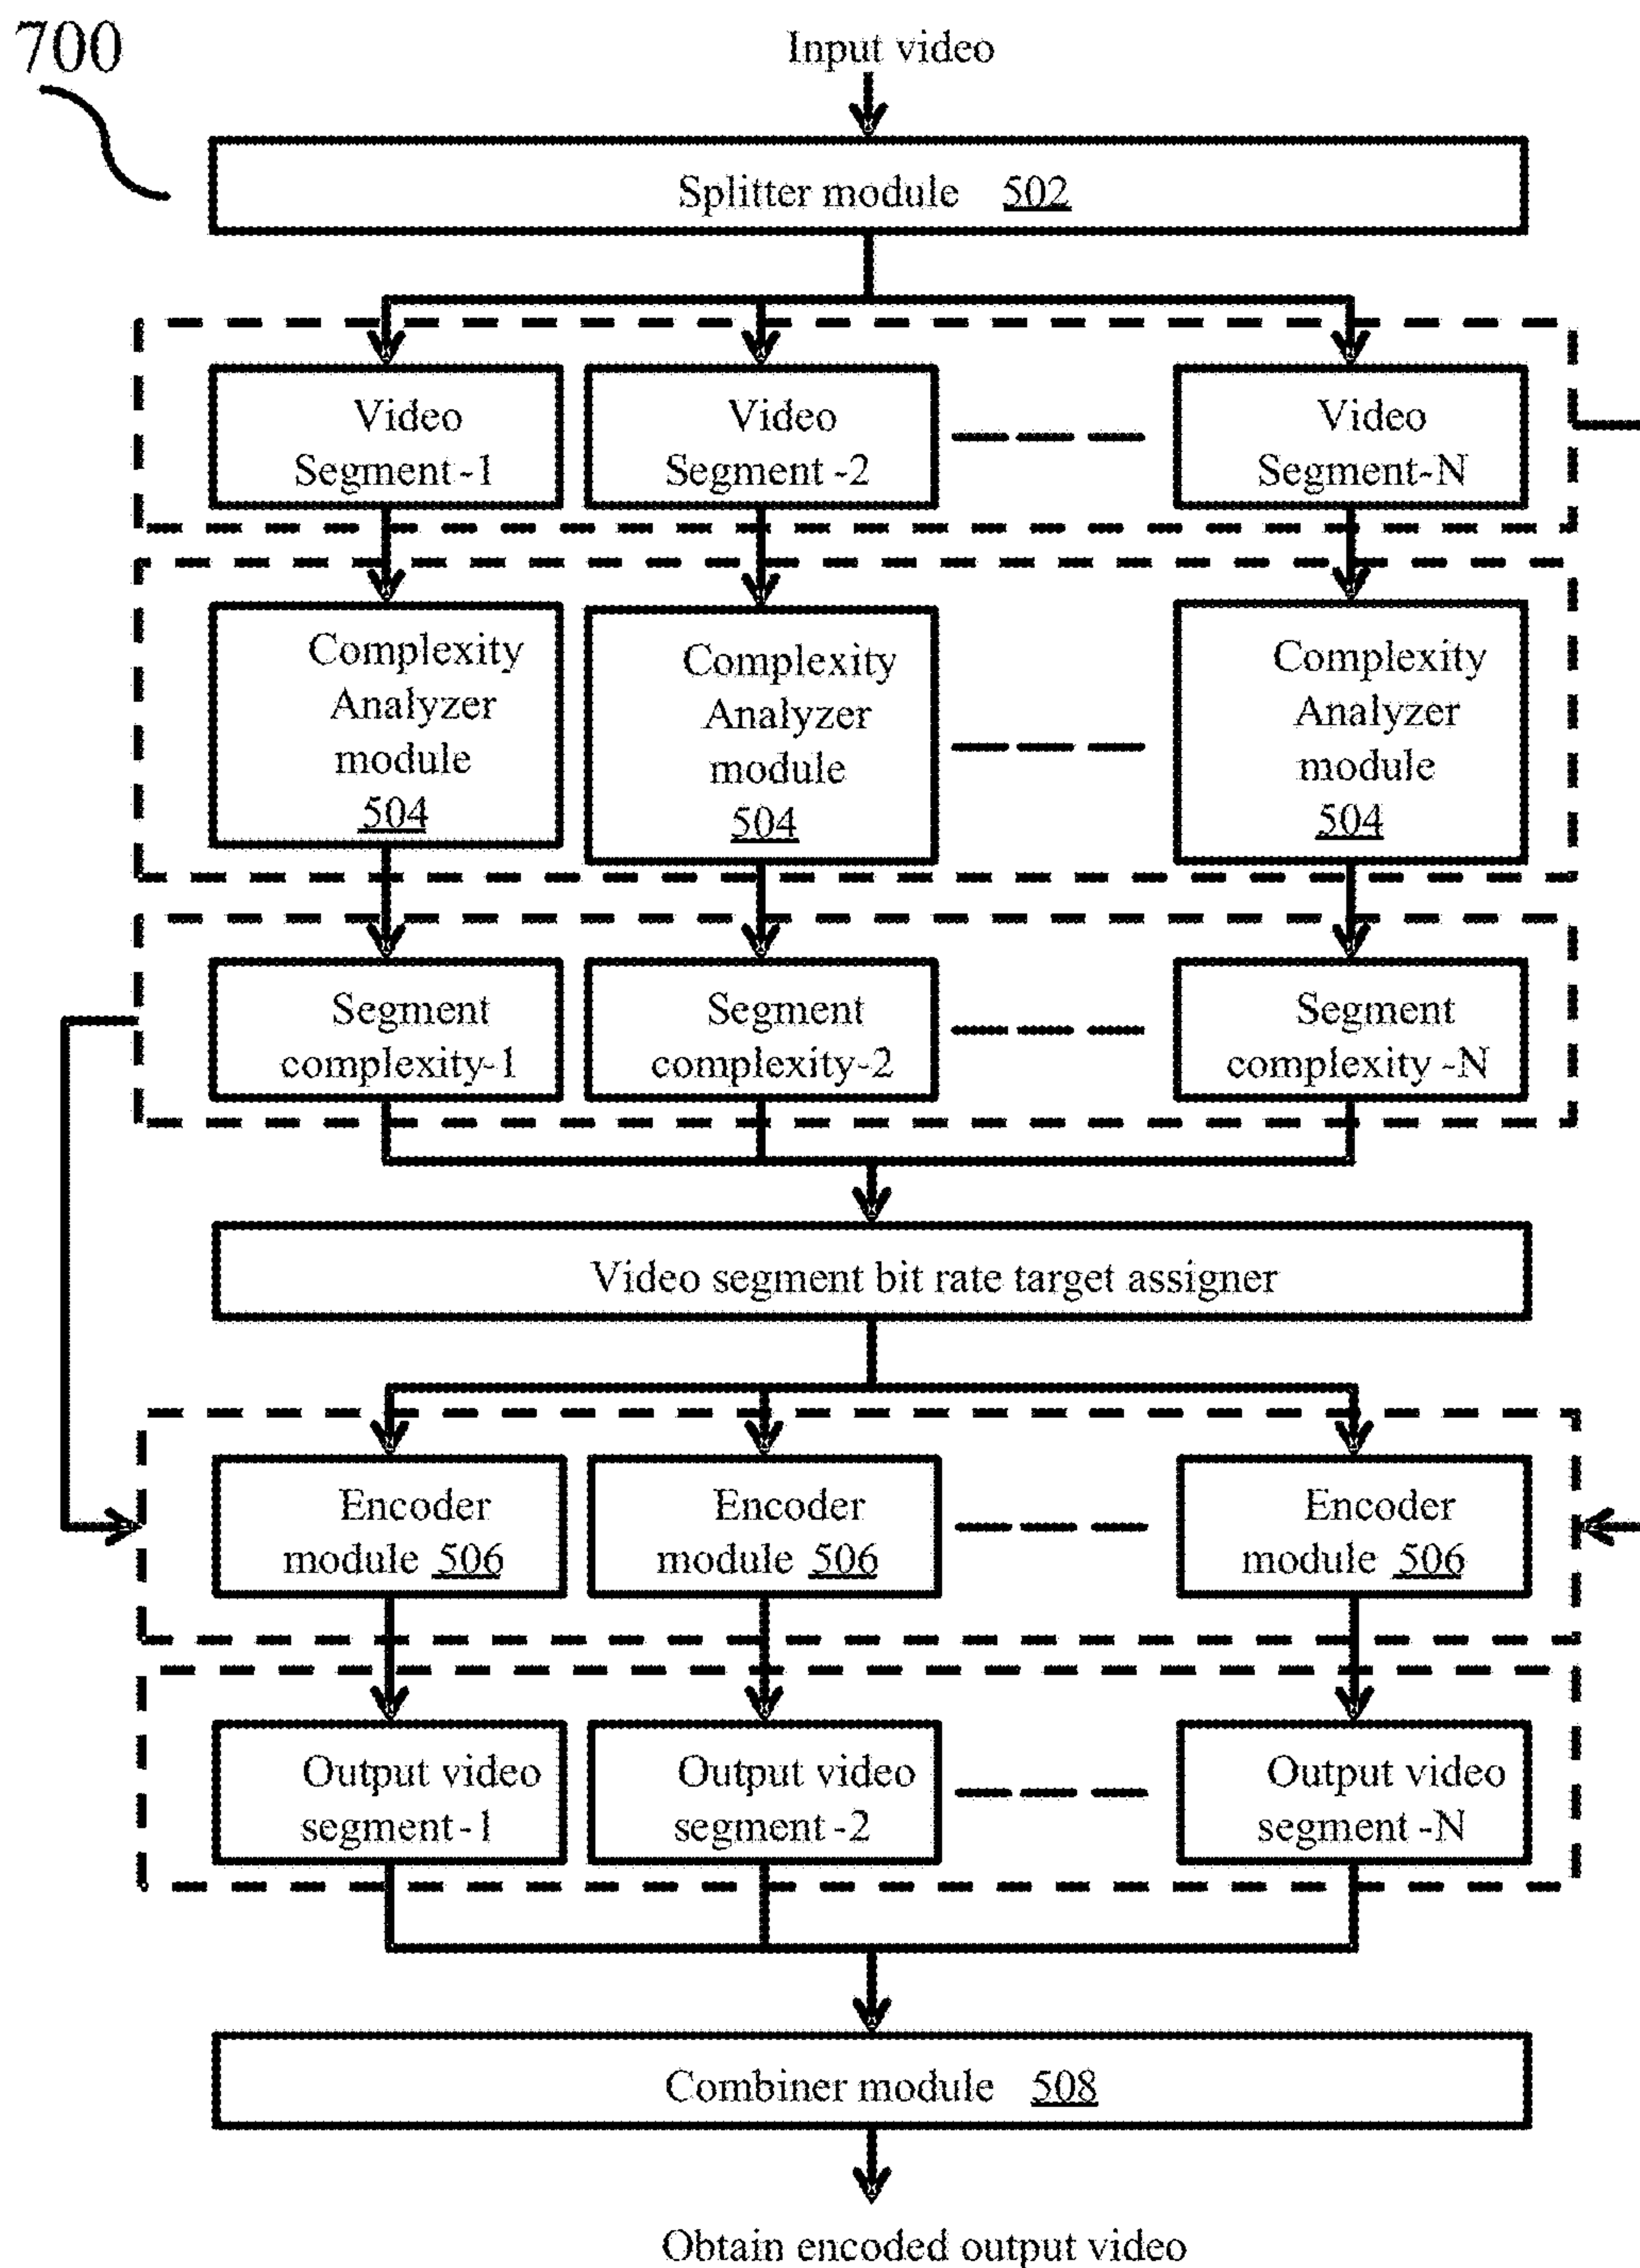 700
Input video
Splitter module 502
Video
Segment-1
Video
Segment-2
Video
Segment-N
Complexity
Analyzer
module
504
Complexity
Analyzer
module
504
Complexity
Analyzer
module
504
Segment
complexity-1
Segment
complexity-2
Segment
complexity-N
Video segment bit rate target assigner
Encoder
module 506
Encoder
module 506
Encoder
module 506
Output video
segment-1
Output video
segment-2
Output video
segment-N
Combiner module 508
Obtain encoded output video